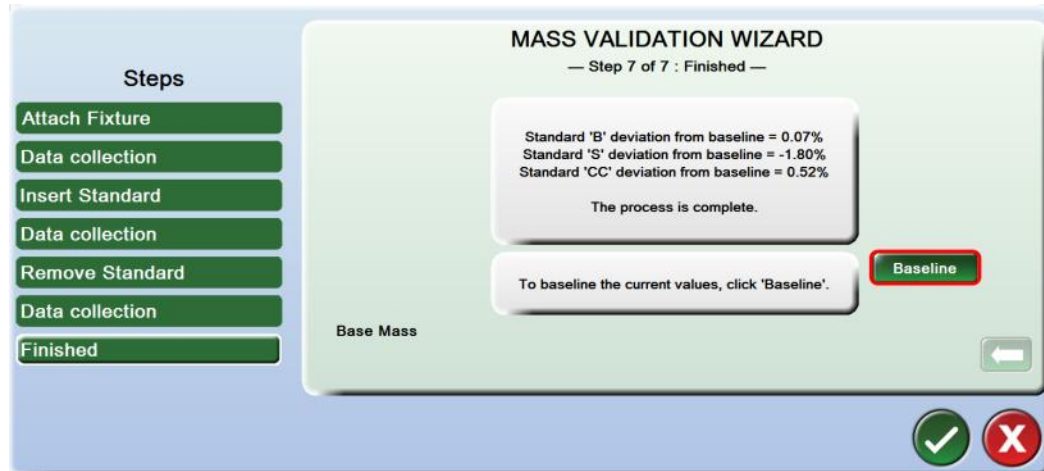 Steps
Attach Fixture
Data collection
Insert Standard
Data collection
Remove Standard
Data collection
Finished
MASS VALIDATION WIZARD
— Step 7 of 7 : Finished —
Standard 'B' deviation from baseline = 0.07%
Standard 'S' deviation from baseline = -1.80%
Standard 'CC' deviation from baseline = 0.52%
The process is complete.
To baseline the current values, click 'Baseline'.
Baseline
Base Mass